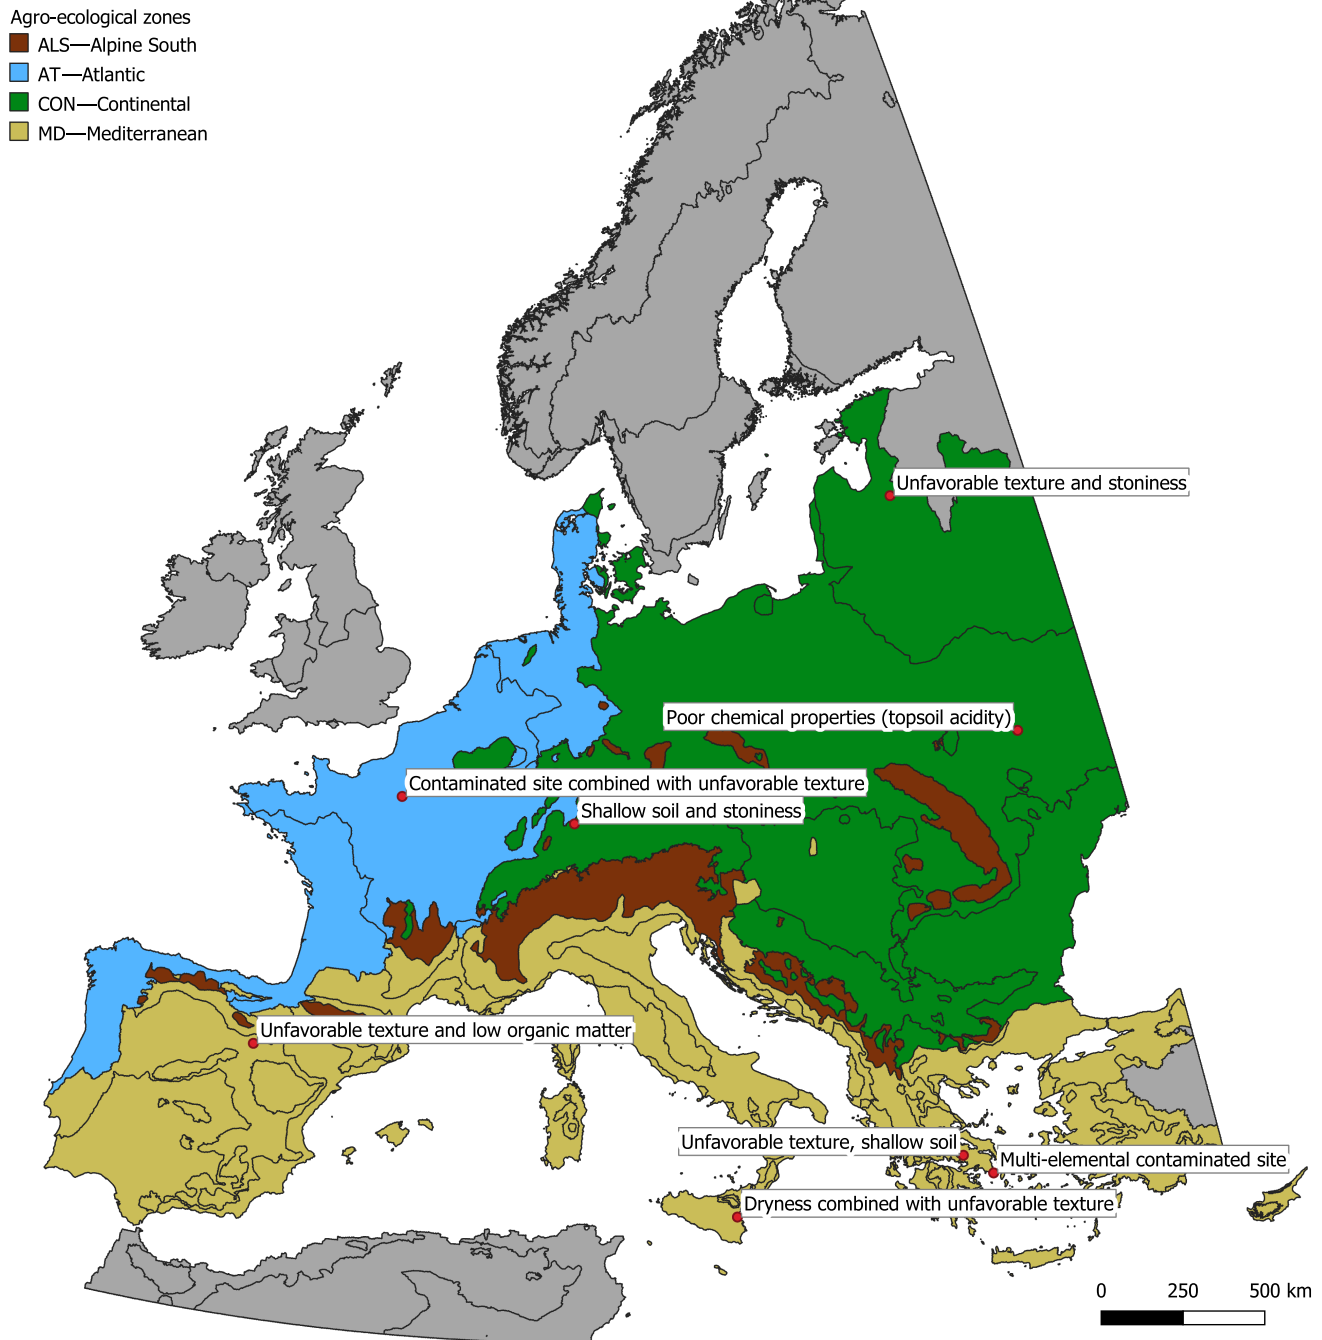 Agro-ecological zones
ALS—Alpine South
AT—Atlantic
CON—Continental
MD—Mediterranean
Unfavorable texture and stoniness
Poor chemical properties (topsoil acidity)
Contaminated site combined with unfavorable texture
Shallow soil and stoniness
Unfavorable texture and low organic matter
Unfavorable texture, shallow soil
Multi-elemental contaminated site
Dryness combined with unfavorable texture
0 250 500 km